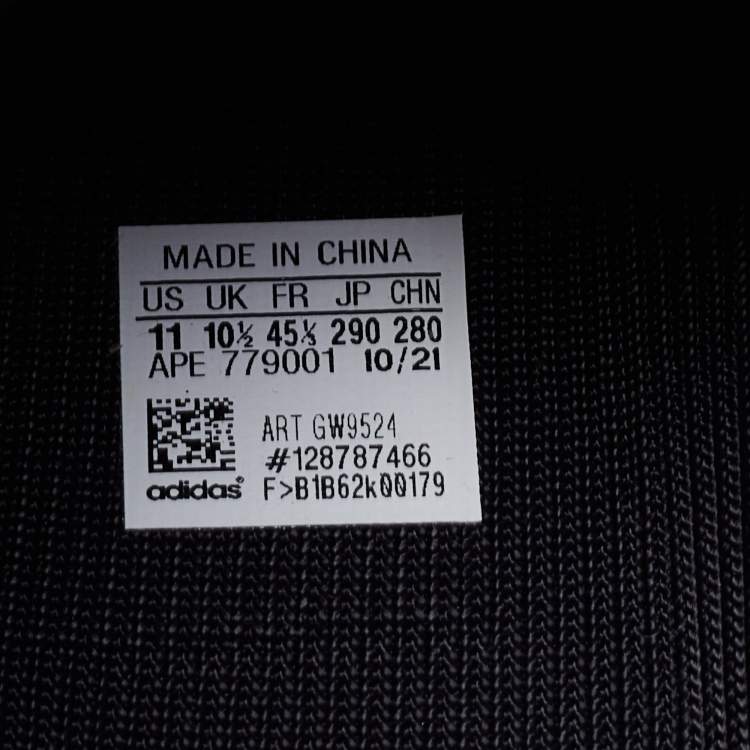 MADE IN CHINA
US UK FR JP CHN
11 10½ 45⅓ 290 280
APE 779001 10/21
ART GW9524
#128787466
adidas® F>B1B62k00179